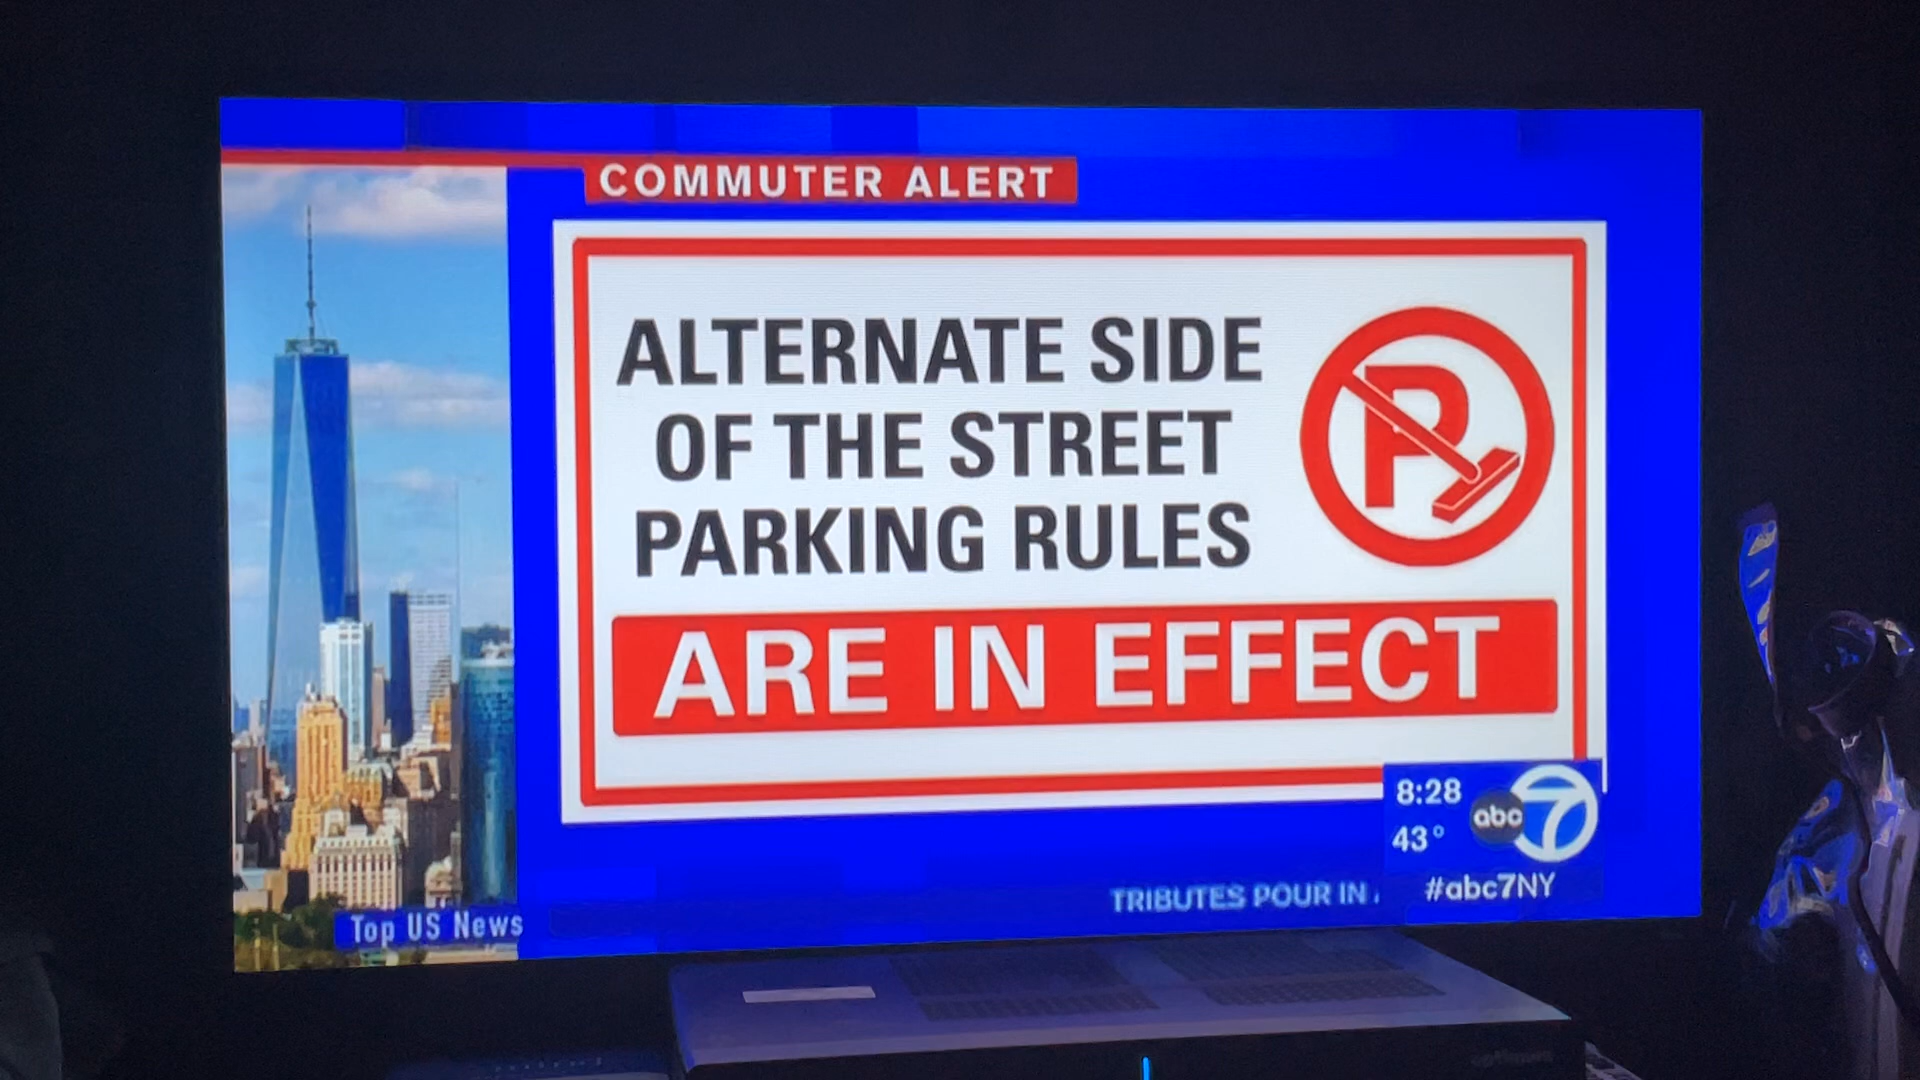 COMMUTER ALERT
ALTERNATE SIDE
OF THE STREET
PARKING RULES
P
ARE IN EFFECT
8:28
43°
abc 7
#abc7NY
TRIBUTES POUR IN
Top US News